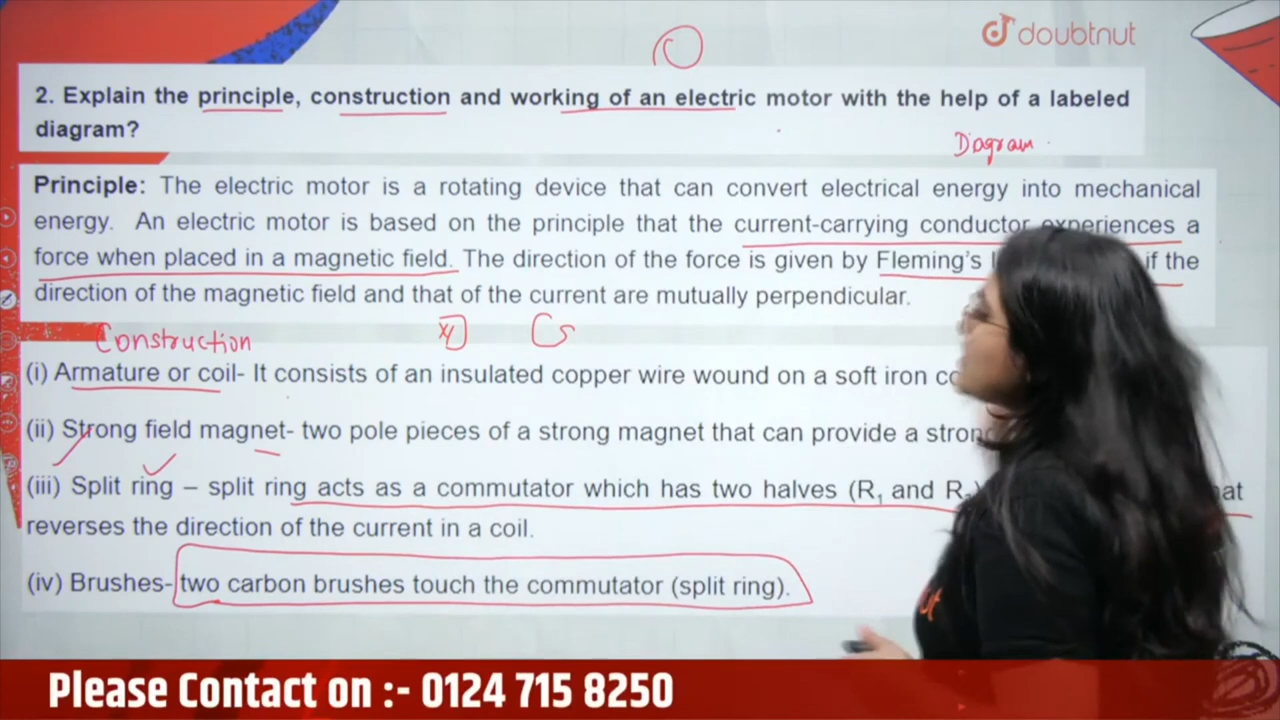 doubtnut
2. Explain the principle, construction and working of an electric motor with the help of a labeled
diagram?
Diagram
Principle: The electric motor is a rotating device that can convert electrical energy into mechanical
energy. An electric motor is based on the principle that the current-carrying conductor experiences a
force when placed in a magnetic field. The direction of the force is given by Fleming's if the
direction of the magnetic field and that of the current are mutually perpendicular.
Construction
(i) Armature or coil- It consists of an insulated copper wire wound on a soft iron
(ii) Strong field magnet- two pole pieces of a strong magnet that can provide a
(iii) Split ring – split ring acts as a commutator which has two halves (R₁ and
reverses the direction of the current in a coil.
(iv) Brushes- two carbon brushes touch the commutator (split ring).
Please Contact on :- 0124 715 8250